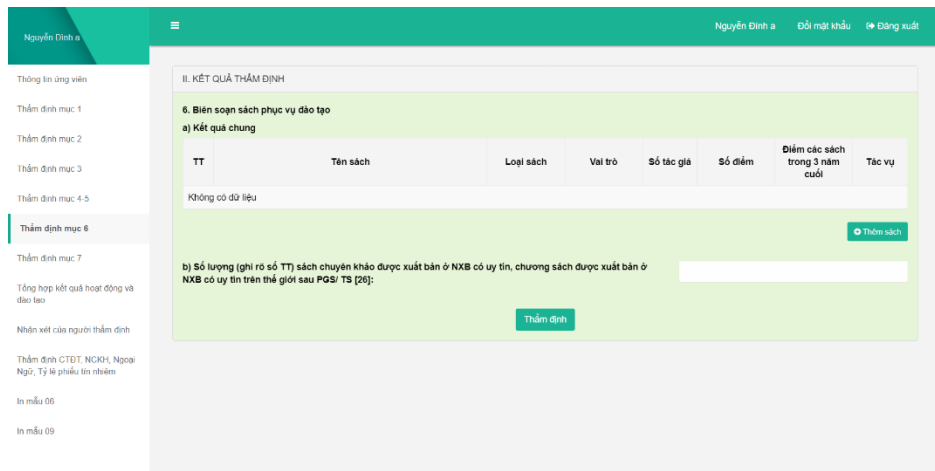 Nguyễn Đình a
Nguyễn Đình a
Đổi mật khẩu
Đăng xuất
Thông tin ứng viên
Thẩm định mục 1
Thẩm định mục 2
Thẩm định mục 3
Thẩm định mục 4-5
Thẩm định mục 6
Thẩm định mục 7
Tổng hợp kết quả hoạt động và
đào tạo
Nhận xét của người thẩm định
Thẩm định CTĐT, NCKH, Ngoại
Ngữ, Tỷ lệ phiếu tín nhiệm
In mẫu 06
In mẫu 09
II. KẾT QUẢ THẨM ĐỊNH
6. Biên soạn sách phục vụ đào tạo
a) Kết quả chung
TT
Tên sách
Loại sách
Vai trò
Số tác giả
Số điểm
Điểm các sách
trong 3 năm
cuối
Tác vụ
Không có dữ liệu
Thêm sách
b) Số lượng (ghi rõ số TT) sách chuyên khảo được xuất bản ở NXB có uy tín, chương sách được xuất bản ở
NXB có uy tín trên thế giới sau PGS/ TS [26]:
Thẩm định